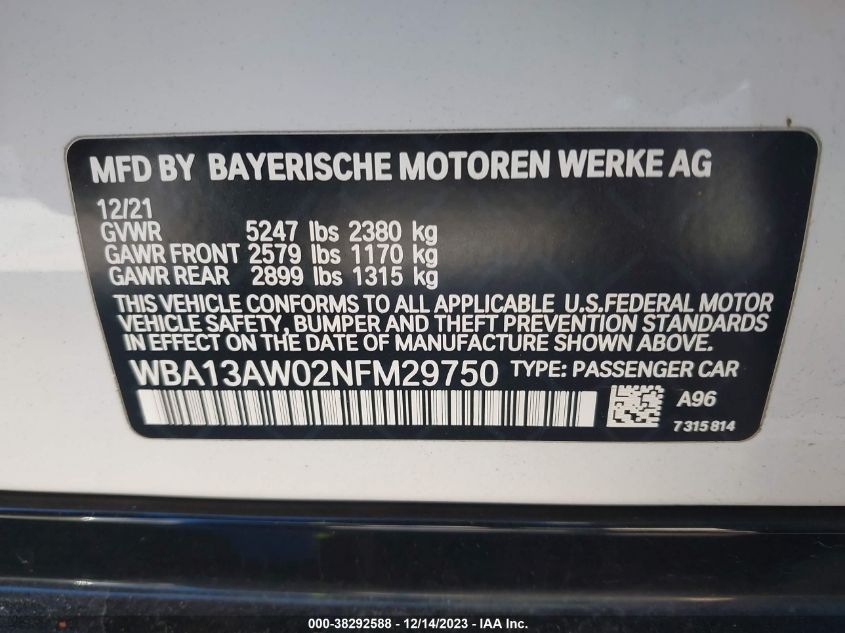 MFD BY BAYERISCHE MOTOREN WERKE AG
12/21
GVWR 5247 lbs 2380 kg
GAWR FRONT 2579 lbs 1170 kg
GAWR REAR 2899 lbs 1315 kg
THIS VEHICLE CONFORMS TO ALL APPLICABLE U.S.FEDERAL MOTOR
VEHICLE SAFETY, BUMPER AND THEFT PREVENTION STANDARDS
IN EFFECT ON THE DATE OF MANUFACTURE SHOWN ABOVE.
WBA13AW02NFM29750 TYPE: PASSENGER CAR
A96
7315814
000-38292588 - 12/14/2023 - IAA Inc.